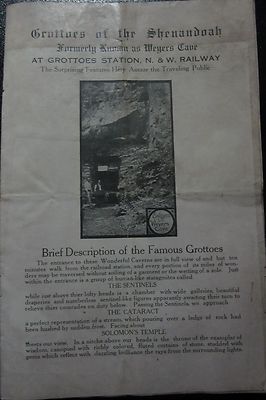 Grottoes of the Shenandoah
Formerly Known as Weyers Cave
AT GROTTOES STATION, N. & W. RAILWAY
The Surprising Features Here Amaze the Traveling Public
Brief Description of the Famous Grottoes
The entrance to these Wonderful Caverns are in full view of and but ten
minutes walk from the railroad station, and every portion of its miles of won-
ders may be traversed without soiling of a garment or the wetting of a sole. Just
within the entrance is a group of human-like stalagmites called
THE SENTINELS
while just above their lofty heads is a chamber with wide galleries, beautiful
draperies and numberless sentinel-like figures apparently awaiting their turn to
relieve their comrades on duty below. Passing the Sentinels, we approach
THE CATARACT
a perfect representation of a stream, which pouring over a ledge of rock had
been hushed by sudden frost. Facing about
SOLOMON'S TEMPLE
meets our view. In a niche above our heads is the throne of the exemplar of
wisdom, canopied with richly colored, fluted curtains of stone, studded with
gems which reflect with dazzling brilliance the rays from the surrounding lights.